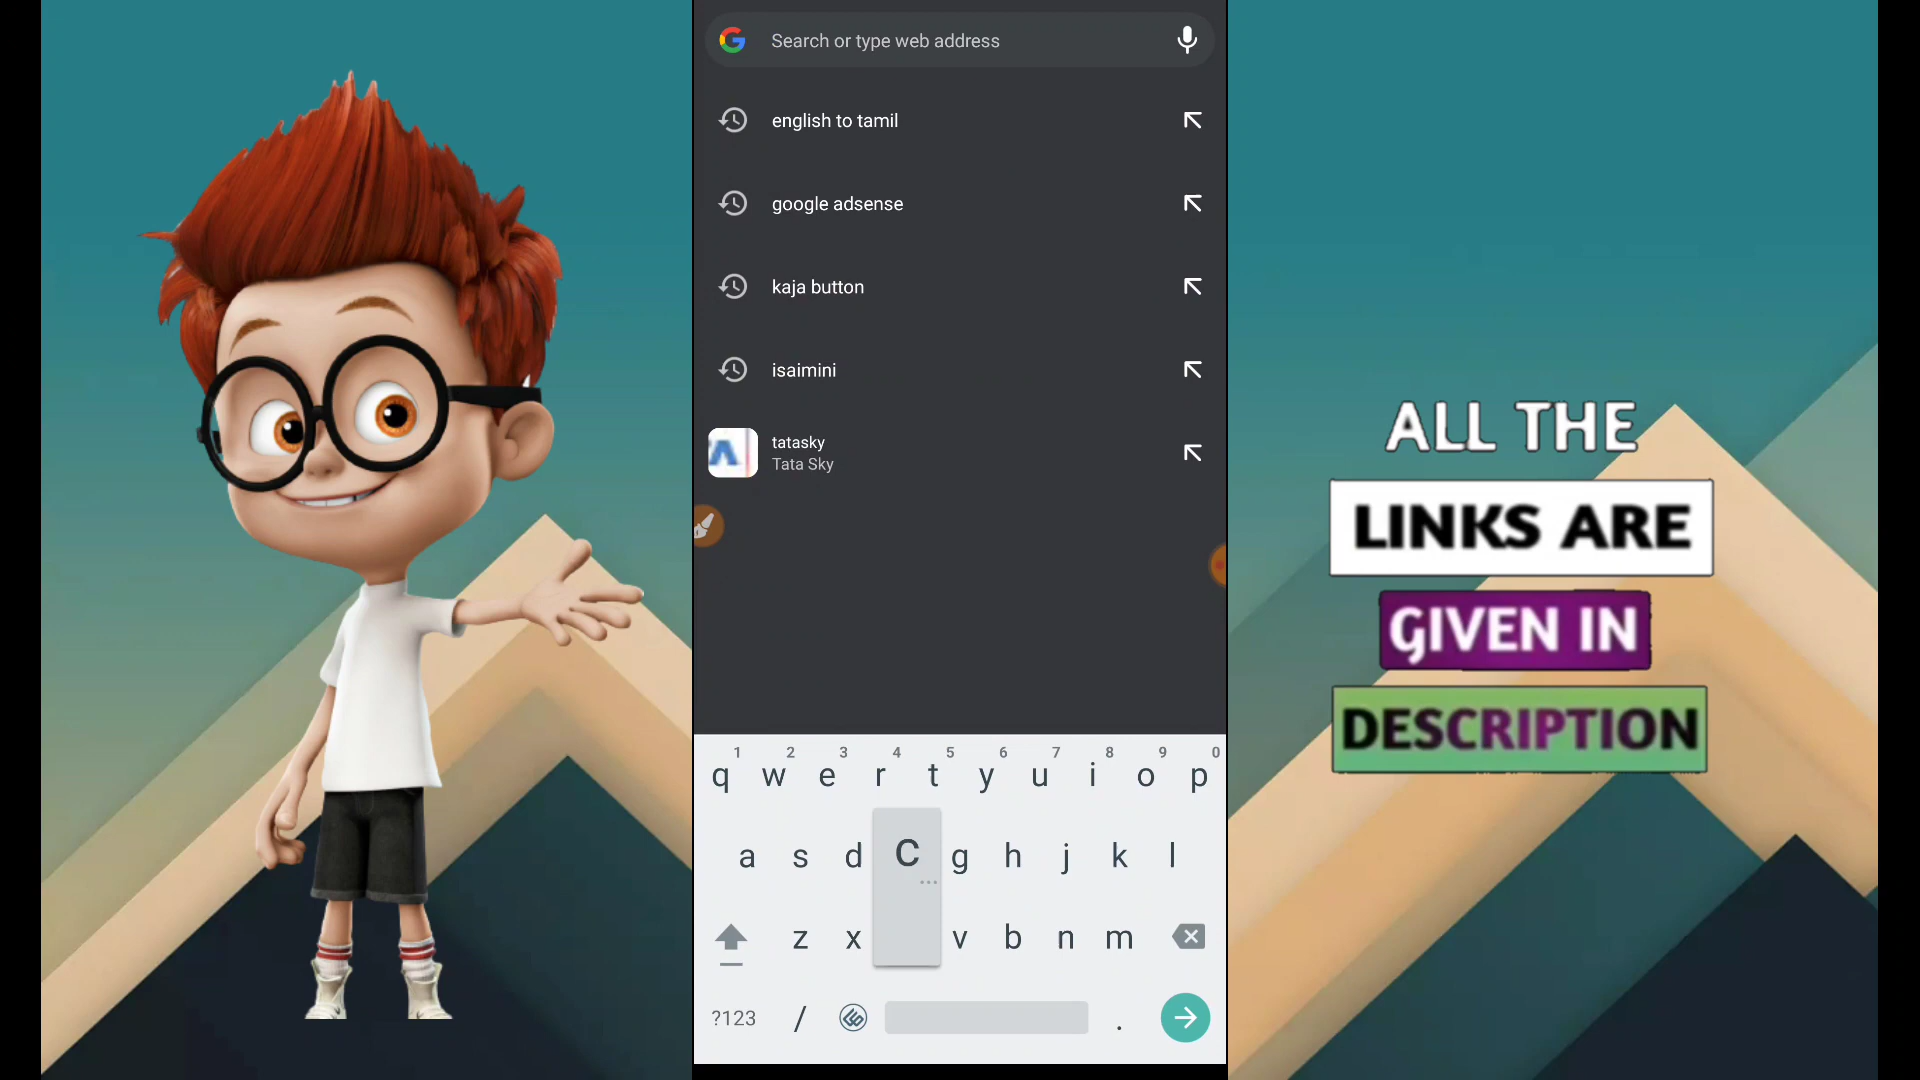 Search or type web address
english to tamil
google adsense
kaja button
isaimini
tatasky
Tata Sky
ALL THE
LINKS ARE
GIVEN IN
DESCRIPTION
1 2 3 4 5 6 7 8 9 0
q w e r t y u i o p
a s d C g h j k l
z x v b n m
?123 / .